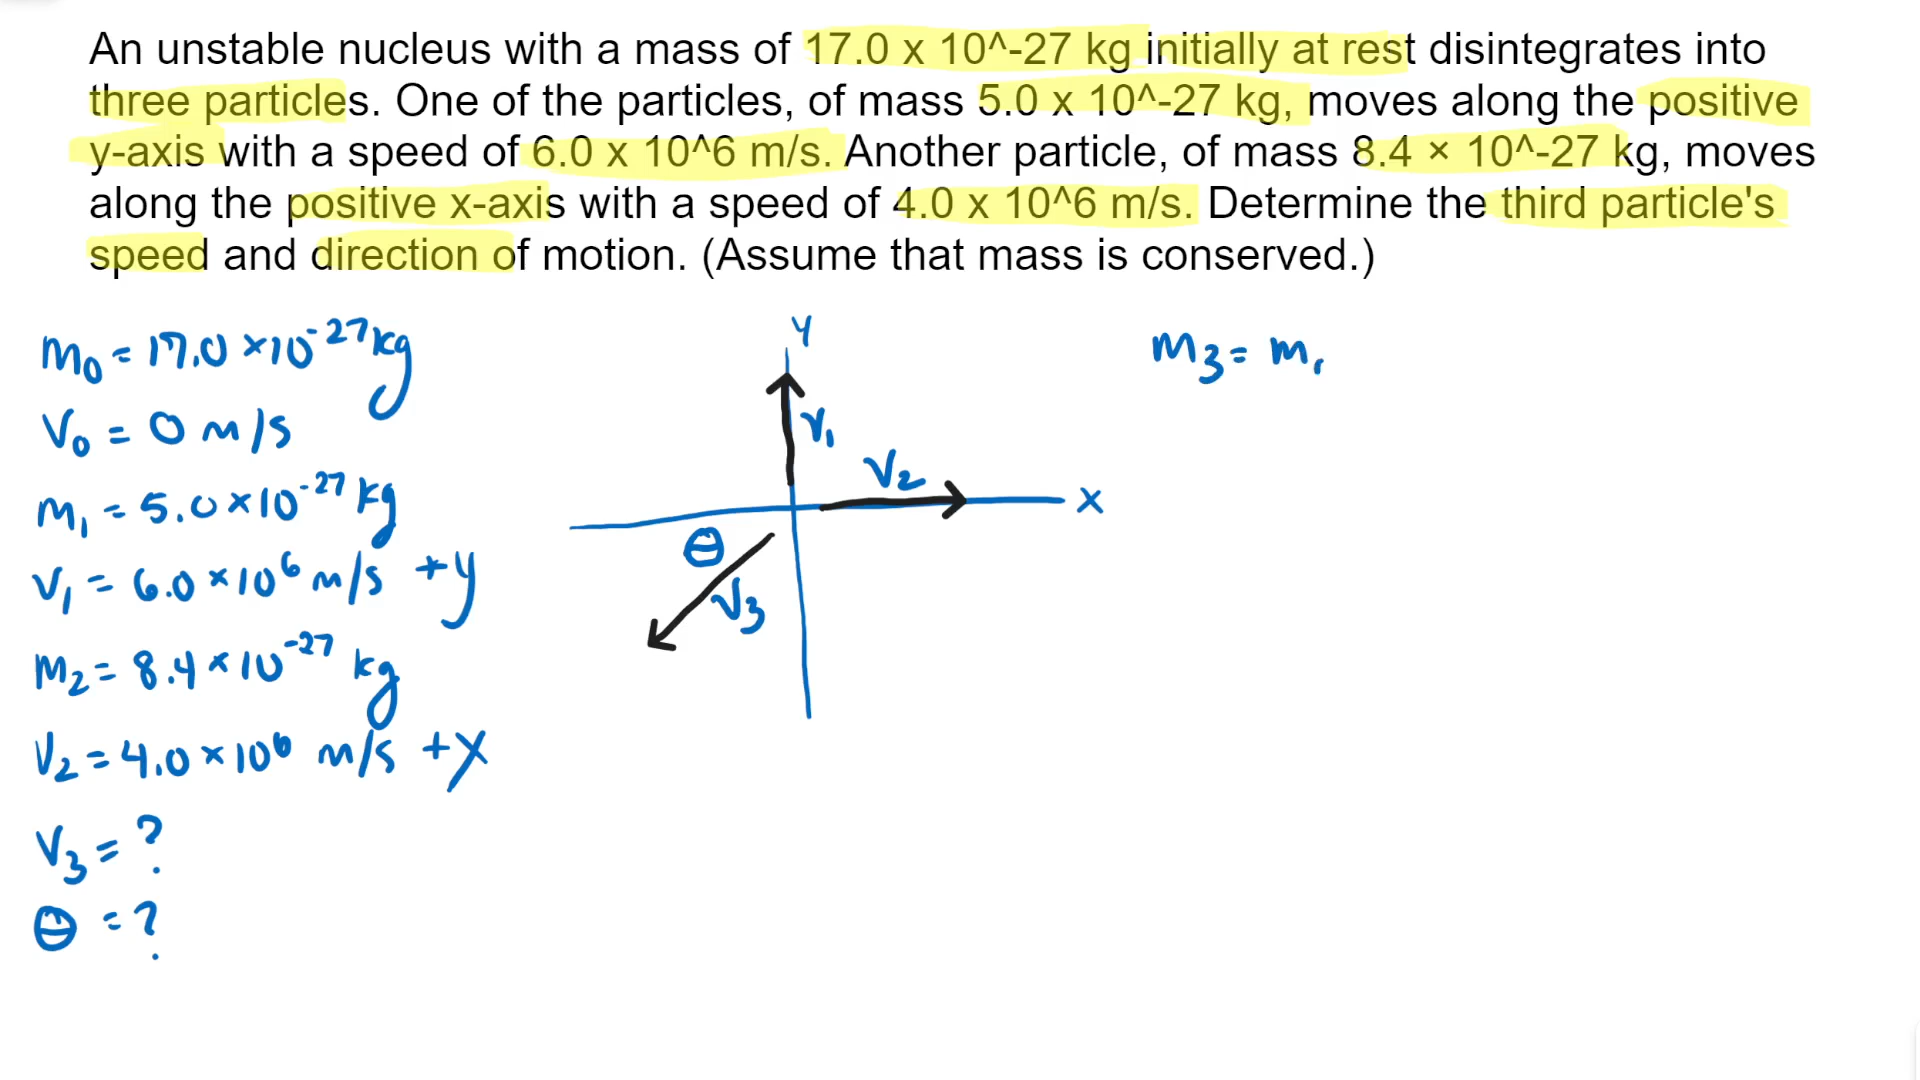 An unstable nucleus with a mass of 17.0 x 10^-27 kg initially at rest disintegrates into
three particles. One of the particles, of mass 5.0 x 10^-27 kg, moves along the positive
y-axis with a speed of 6.0 x 10^6 m/s. Another particle, of mass 8.4 × 10^-27 kg, moves
along the positive x-axis with a speed of 4.0 x 10^6 m/s. Determine the third particle's
speed and direction of motion. (Assume that mass is conserved.)
m₀ = 17.0 × 10⁻²⁷ kg
v₀ = 0 m/s
m₁ = 5.0 × 10⁻²⁷ kg
v₁ = 6.0 × 10⁶ m/s +y
m₂ = 8.4 × 10⁻²⁷ kg
v₂ = 4.0 × 10⁶ m/s +x
v₃ = ?
θ = ?
y
v₁
v₂
x
θ
v₃
m₃ = m₁